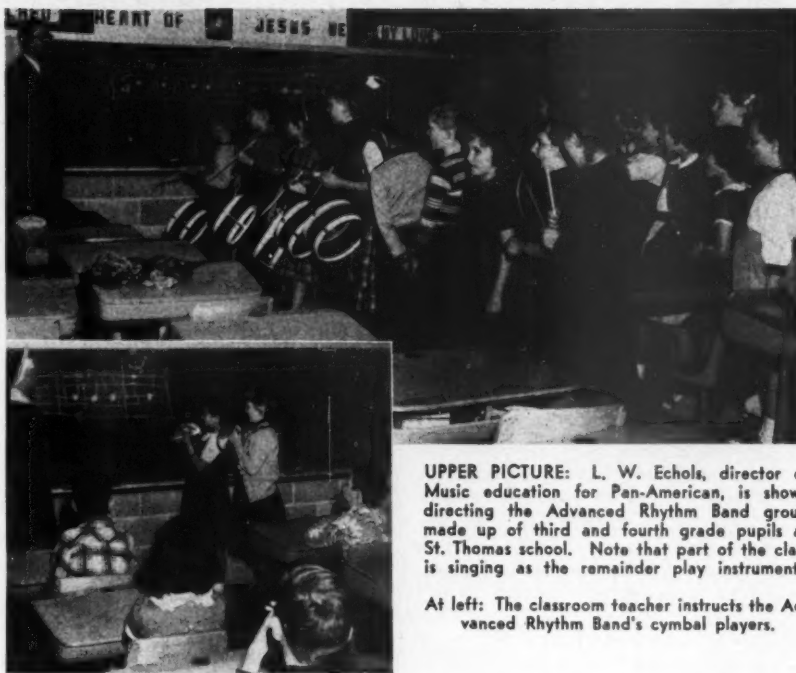 HEART OF JESUS WE
BY LOVE
UPPER PICTURE: L. W. Echols, director
Music education for Pan-American, is show
directing the Advanced Rhythm Band grou
made up of third and fourth grade pupils a
St. Thomas school. Note that part of the cla
is singing as the remainder play instrument
At left: The classroom teacher instructs the Ad
vanced Rhythm Band's cymbal players.